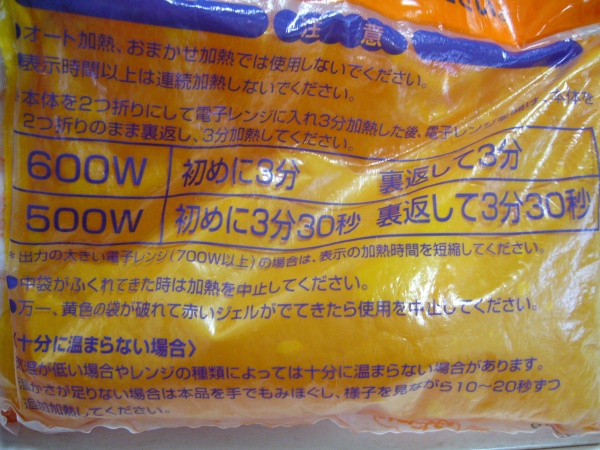 注意
●オート加熱、おまかせ加熱では使用しないでください。
●表示時間以上は連続加熱しないでください。
*本体を2つ折りにして電子レンジに入れ3分加熱した後、電子レンジを開け、本体を
2つ折りのまま裏返し、3分加熱してください。
600W 初めに3分 裏返して3分
500W 初めに3分30秒 裏返して3分30秒
*出力の大きい電子レンジ(700W以上)の場合は、表示の加熱時間を短縮してください。
●中袋がふくれてきた時は加熱を中止してください。
●万一、黄色の袋が破れて赤いジェルがでてきたら使用を中止してください。
〈十分に温まらない場合〉
気温が低い場合やレンジの種類によっては十分に温まらない場合があります。
温かさが足りない場合は本品を手でもみほぐし、様子を見ながら10〜20秒ずつ
追加加熱してください。